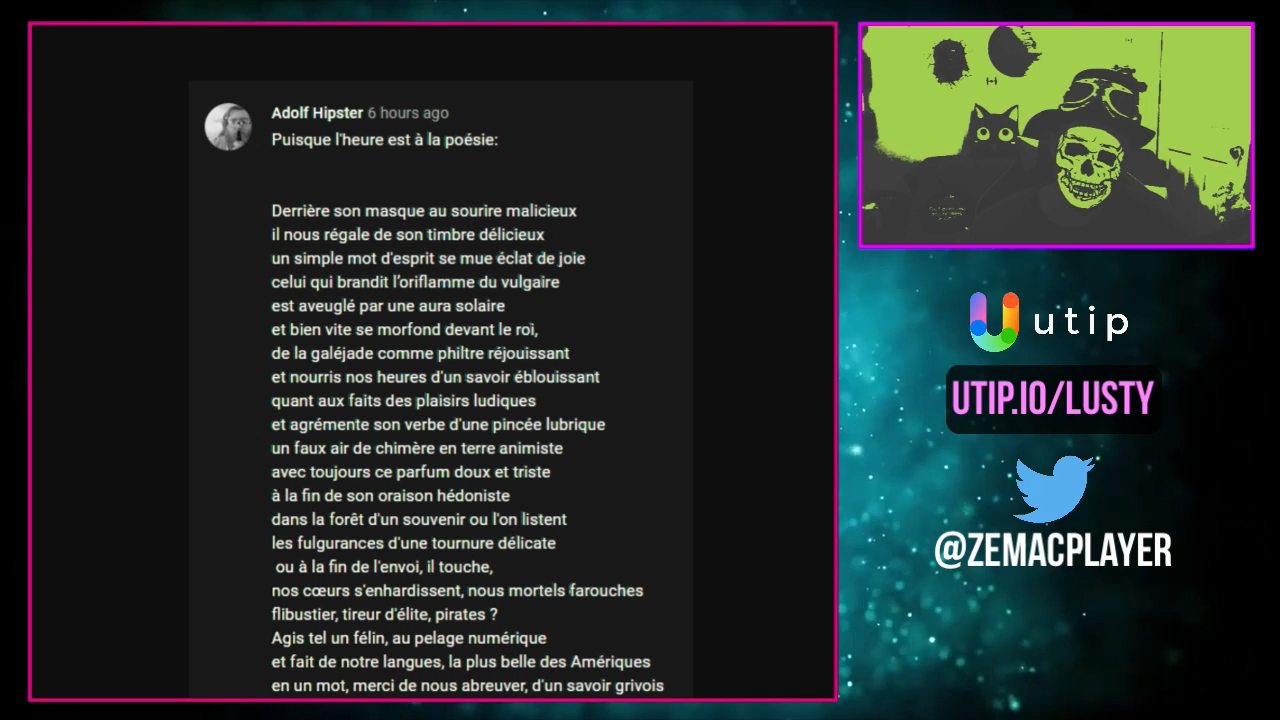 Adolf Hipster 6 hours ago
Puisque l'heure est à la poésie:
Derrière son masque au sourire malicieux
il nous régale de son timbre délicieux
un simple mot d'esprit se mue éclat de joie
celui qui brandit l’oriflamme du vulgaire
est aveuglé par une aura solaire
et bien vite se morfond devant le roi,
de la galéjade comme philtre réjouissant
et nourris nos heures d'un savoir éblouissant
quant aux faits des plaisirs ludiques
et agrémente son verbe d'une pincée lubrique
un faux air de chimère en terre animiste
avec toujours ce parfum doux et triste
à la fin de son oraison hédoniste
dans la forêt d'un souvenir ou l'on listent
les fulgurances d'une tournure délicate
ou à la fin de l'envoi, il touche,
nos cœurs s'enhardissent, nous mortels farouches
flibustier, tireur d'élite, pirates ?
Agis tel un félin, au pelage numérique
et fait de notre langues, la plus belle des Amériques
en un mot, merci de nous abreuver, d'un savoir grivois
utip
UTIP.IO/LUSTY
@ZEMACPLAYER